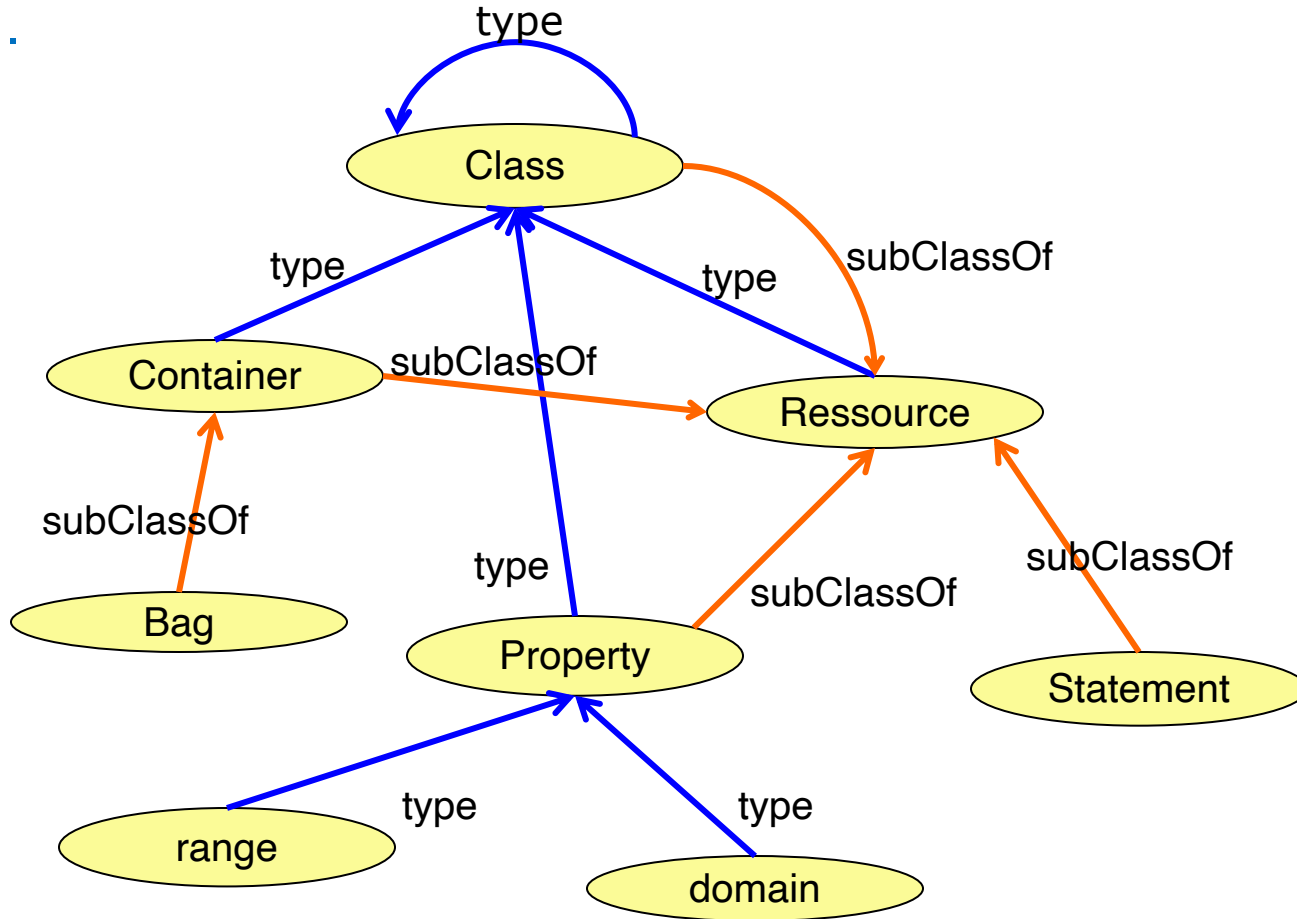 type
Class
type
type
subClassOf
subClassOf
Container
Ressource
subClassOf
type
subClassOf
subClassOf
Bag
Property
Statement
type
type
range
domain